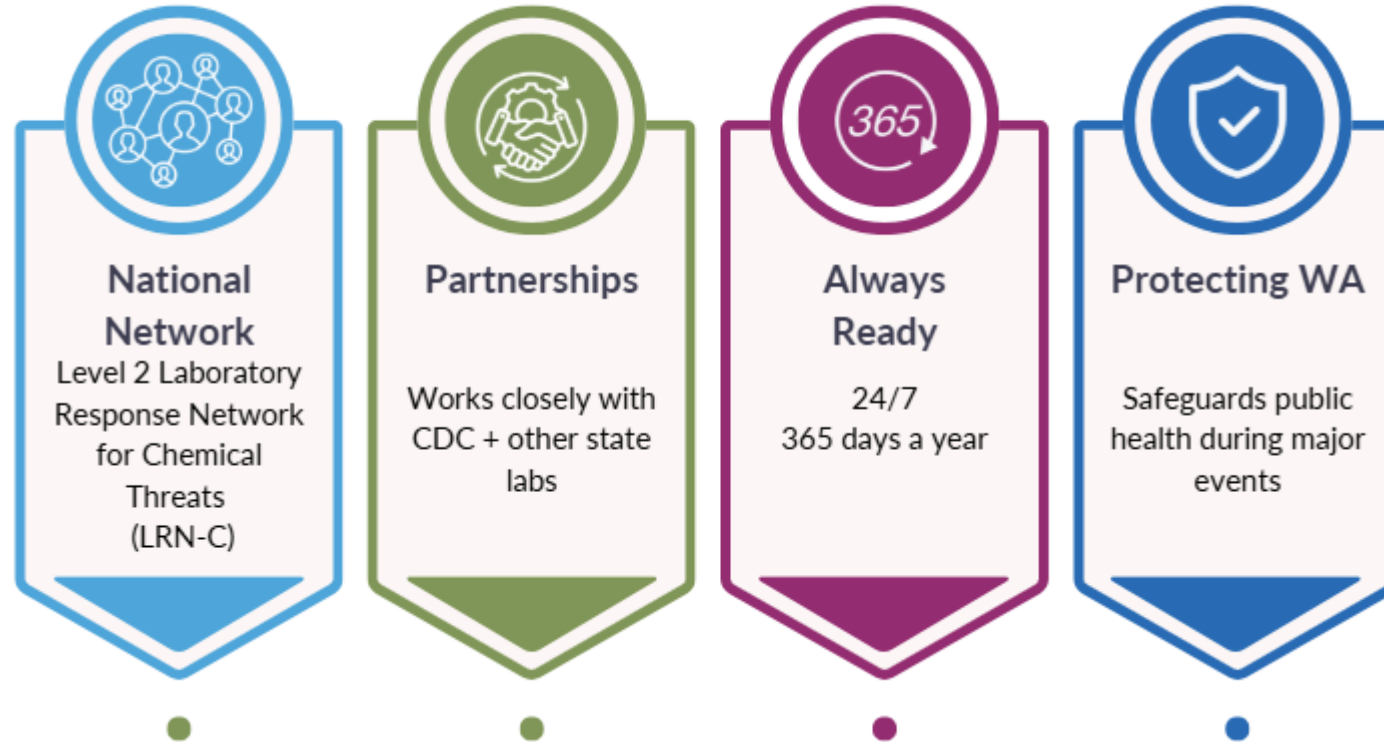 National
Network
Level 2 Laboratory
Response Network
for Chemical
Threats
(LRN-C)
Partnerships
Works closely with
CDC + other state
labs
365
Always
Ready
24/7
365 days a year
Protecting WA
Safeguards public
health during major
events